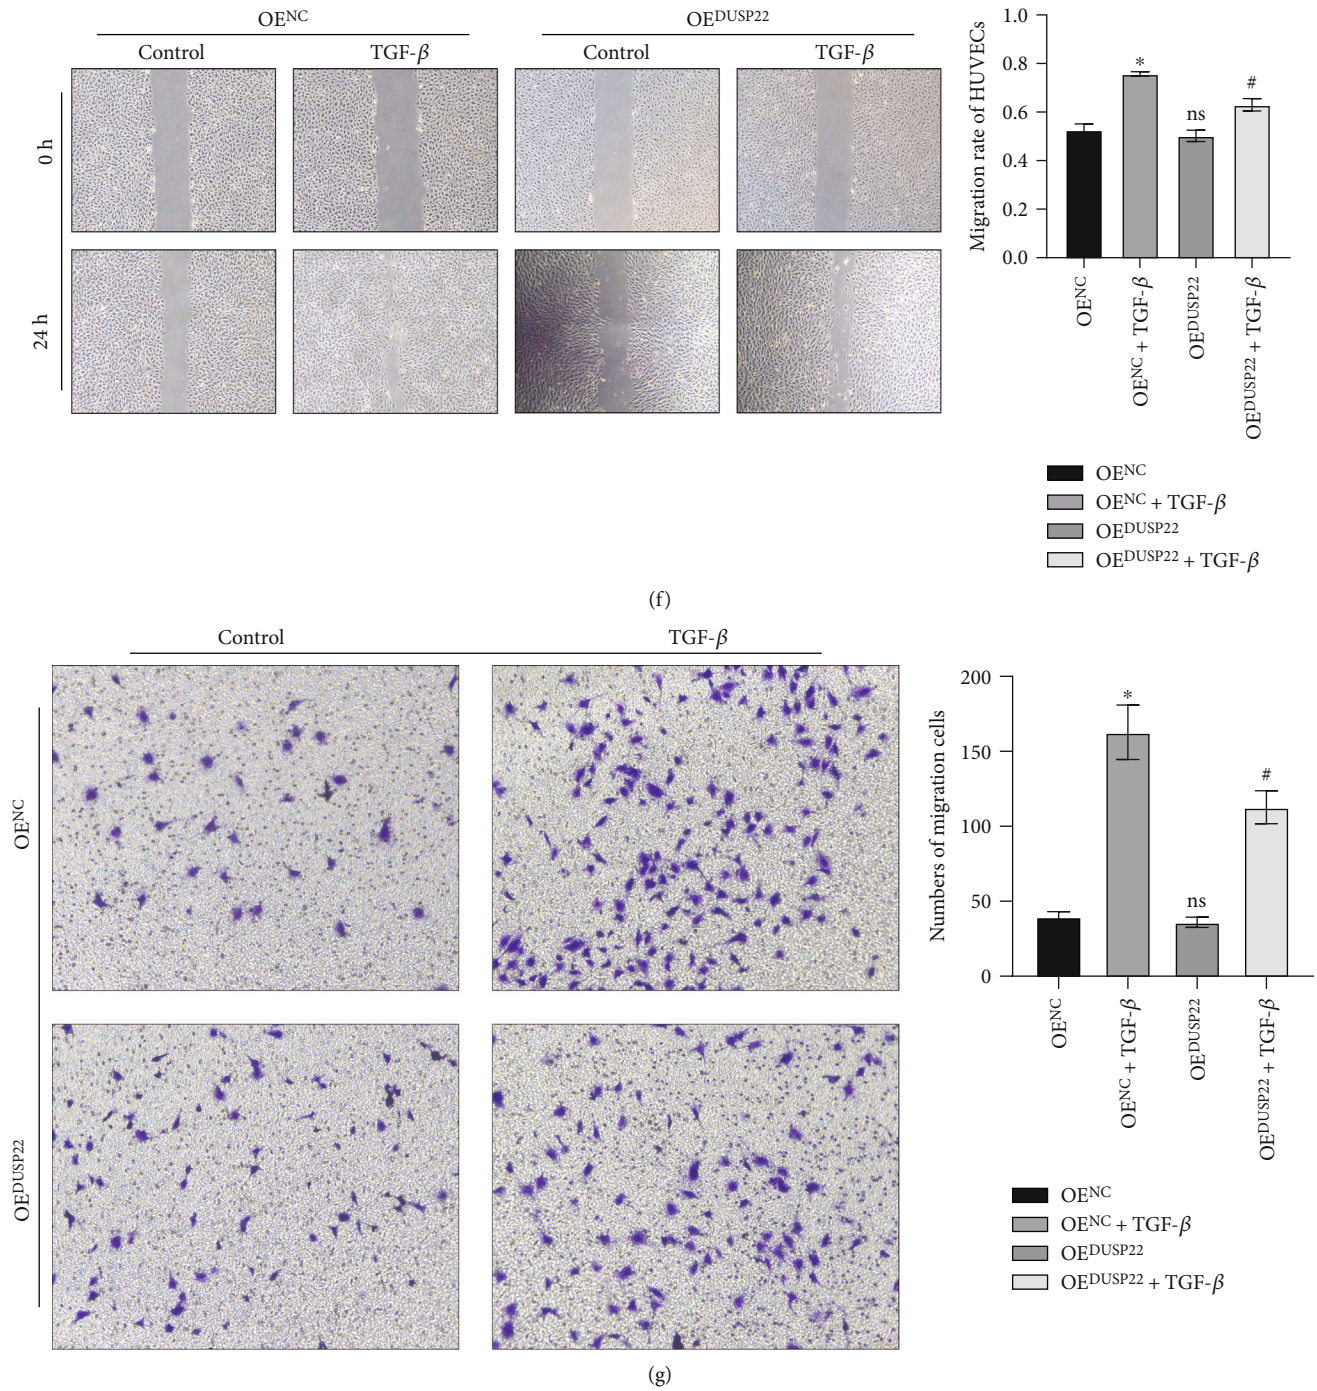 OE^NC OE^DUSP22
Control TGF-β Control TGF-β
0 h
24 h
Migration rate of HUVECs
1.0
0.8
0.6
0.4
0.2
0.0
*
ns
#
OE^NC
OE^NC + TGF-β
OE^DUSP22
OE^DUSP22 + TGF-β
OE^NC
OE^NC + TGF-β
OE^DUSP22
OE^DUSP22 + TGF-β
(f)
Control TGF-β
OE^NC
OE^DUSP22
Numbers of migration cells
200
150
100
50
0
*
ns
#
OE^NC
OE^NC + TGF-β
OE^DUSP22
OE^DUSP22 + TGF-β
OE^NC
OE^NC + TGF-β
OE^DUSP22
OE^DUSP22 + TGF-β
(g)